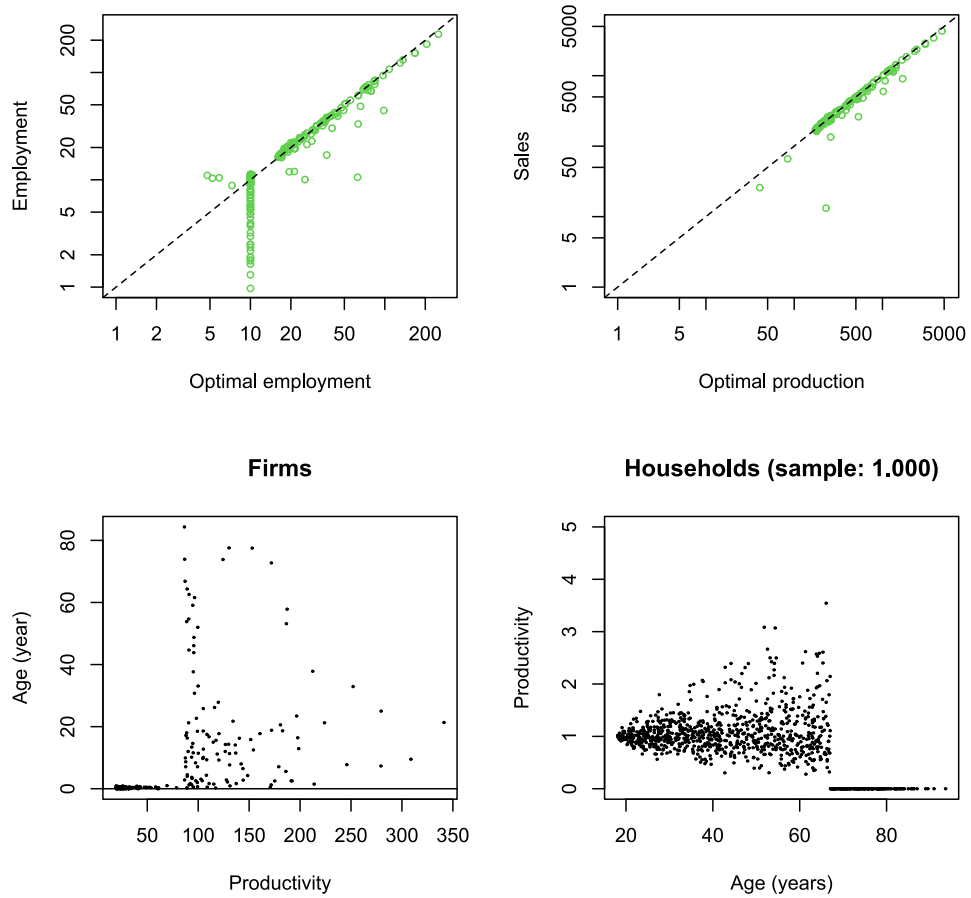 Employment
200
50
20
5
2
1
1 2 5 10 20 50 200
Optimal employment
Sales
5000
500
50
5
1
1 5 50 500 5000
Optimal production
Firms
Age (year)
80
60
40
20
0
50 100 150 200 250 300 350
Productivity
Households (sample: 1.000)
Productivity
5
4
3
2
1
0
20 40 60 80
Age (years)